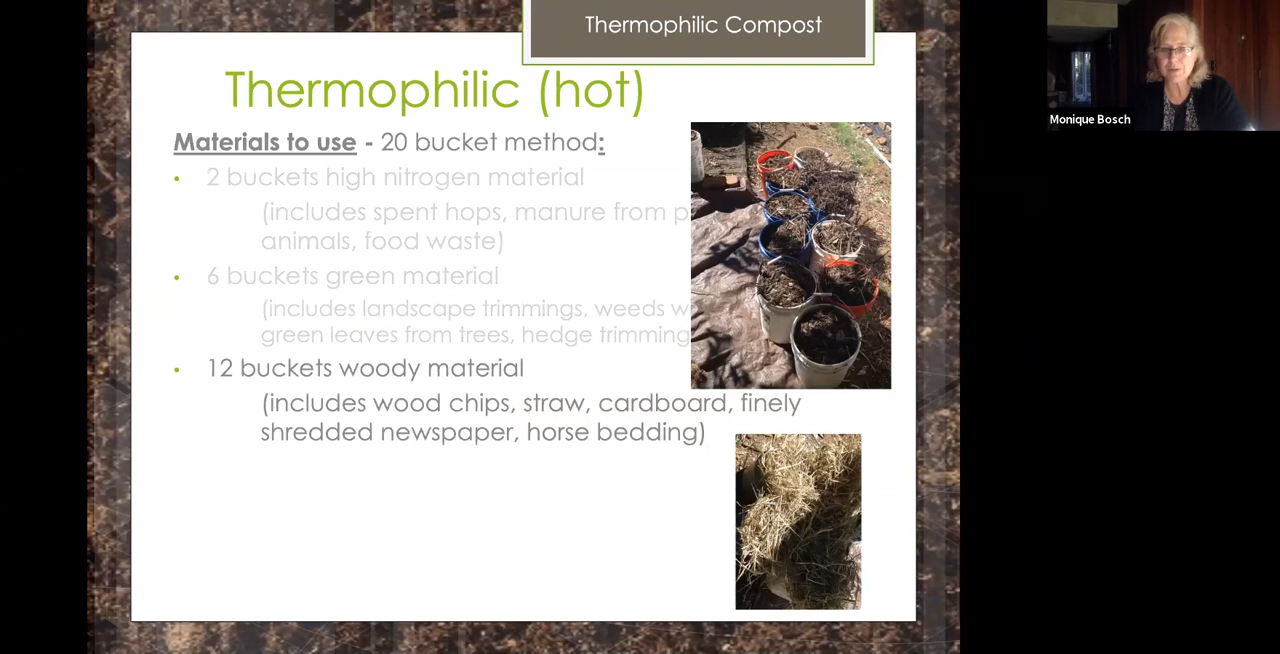 Thermophilic Compost
Thermophilic (hot)
Materials to use - 20 bucket method:
• 2 buckets high nitrogen material
(includes spent hops, manure from
animals, food waste)
• 6 buckets green material
(includes landscape trimmings, weeds
green leaves from trees, hedge
• 12 buckets woody material
(includes wood chips, straw, cardboard, finely
shredded newspaper, horse bedding)
Monique Bosch